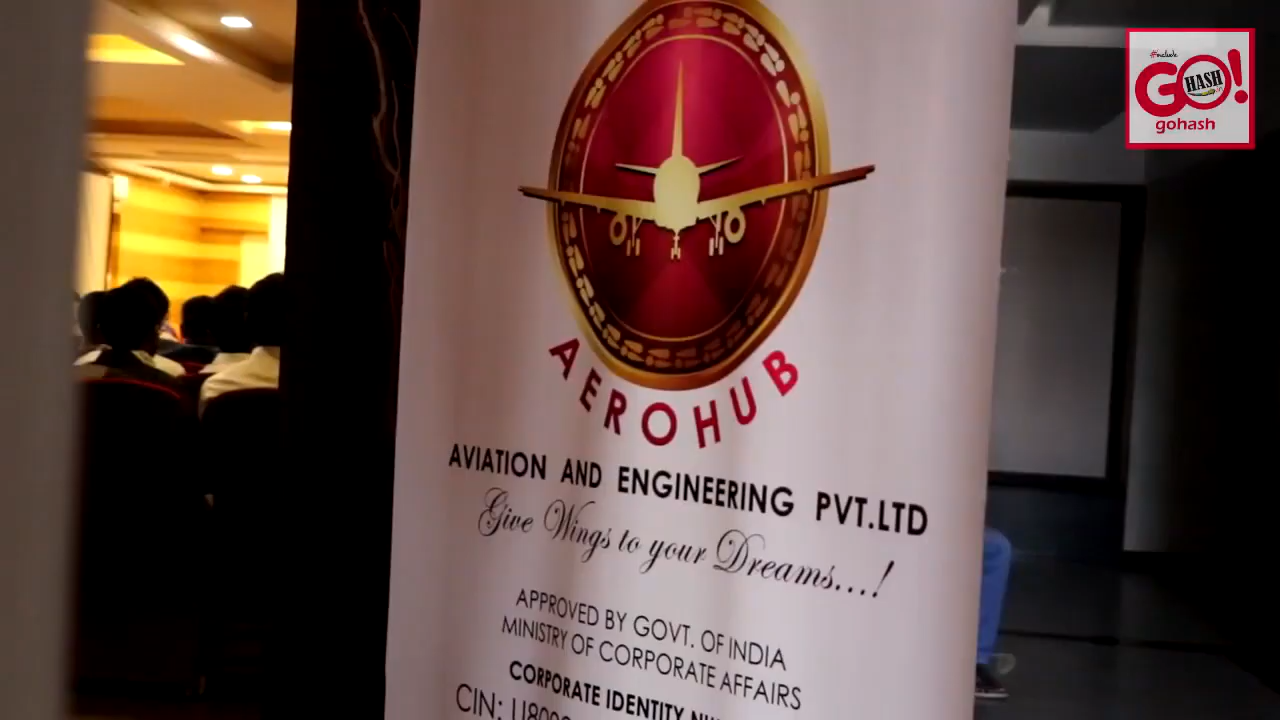 #include
GO!
HASH
gohash
AEROHUB
AVIATION AND ENGINEERING PVT.LTD
Give Wings to your Dreams...!
APPROVED BY GOVT. OF INDIA
MINISTRY OF CORPORATE AFFAIRS
CORPORATE IDENTITY
CIN: